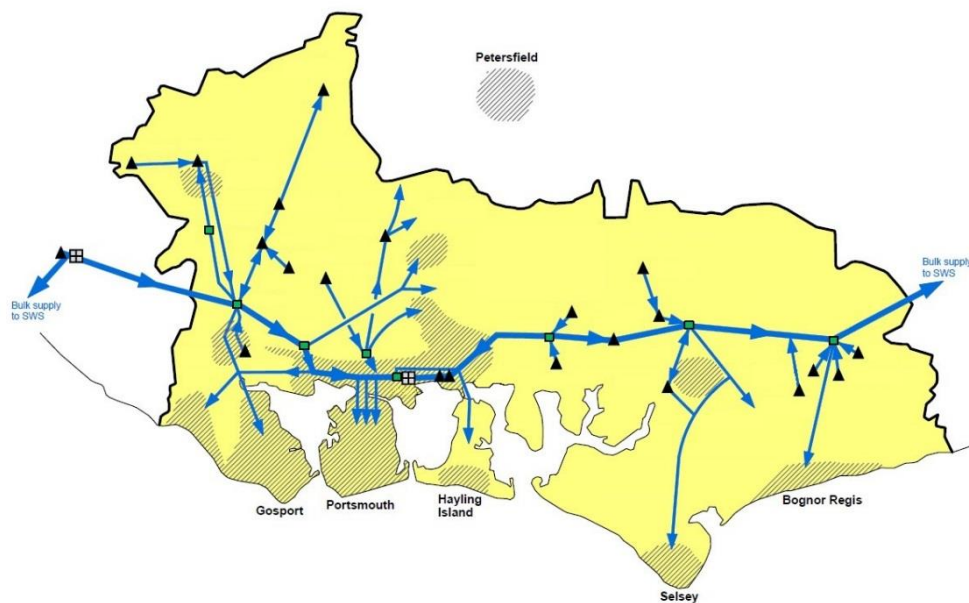 Petersfield
Bulk supply
to SWS
Bulk supply
to SWS
Gosport
Portsmouth
Hayling
Island
Bognor Regis
Selsey